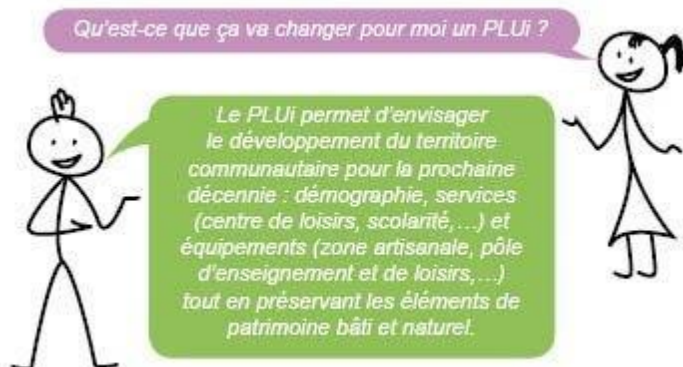 Qu'est-ce que ça va changer pour moi un PLUi ?
Le PLUi permet d'envisager
le développement du territoire
communautaire pour la prochaine
décennie : démographie, services
(centre de loisirs, scolarité,...) et
équipements (zone artisanale, pôle
d'enseignement et de loisirs,...)
tout en préservant les éléments de
patrimoine bâti et naturel.